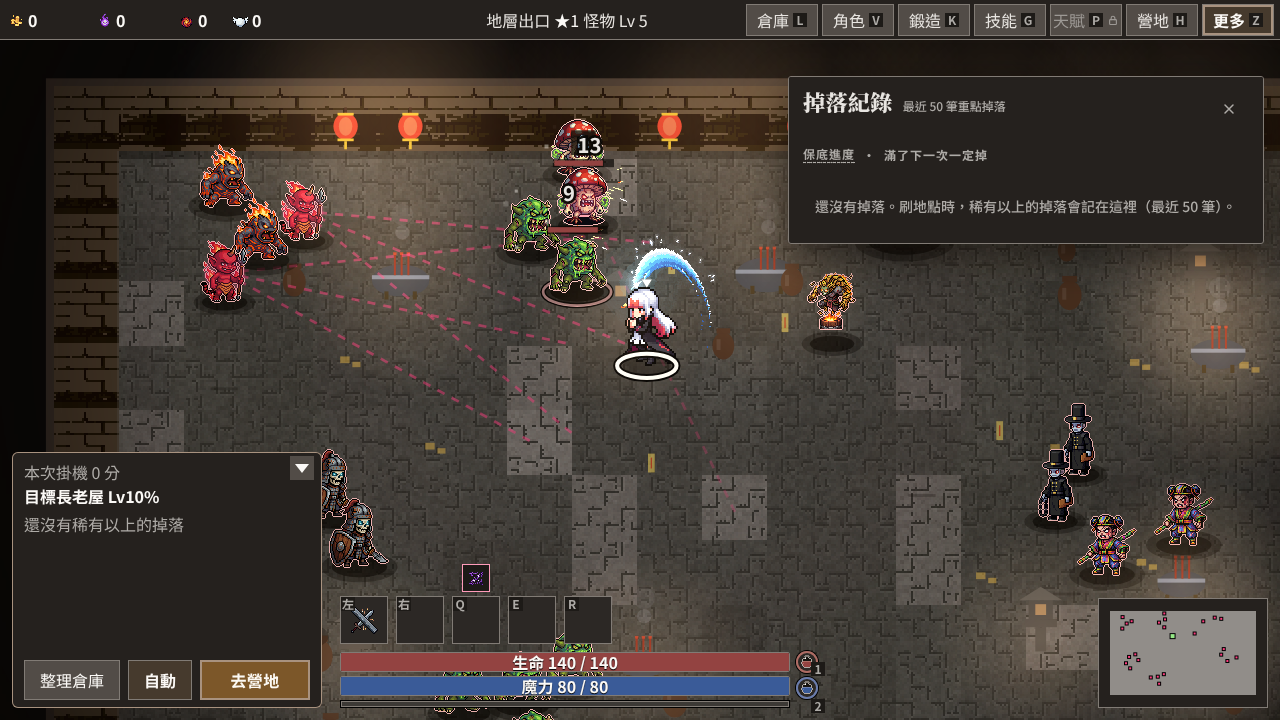 0 0 0 0
地層出口 ★1 怪物 Lv 5
倉庫 L 角色 V 鍛造 K 技能 G 天賦 P 營地 H 更多 Z
掉落紀錄 最近 50 筆重點掉落 ×
保底進度 • 滿了下一次一定掉
還沒有掉落。刷地點時，稀有以上的掉落會記在這裡（最近 50 筆）。
13
9
本次掛機 0 分
目標長老屋 Lv10%
還沒有稀有以上的掉落
整理倉庫 自動 去營地
左 右 Q E R
生命 140 / 140 1
魔力 80 / 80 2